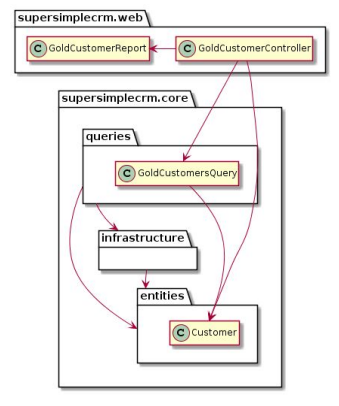 supersimplecrm.web
C GoldCustomerReport
C GoldCustomerController
supersimplecrm.core
queries
C GoldCustomersQuery
infrastructure
entities
C Customer